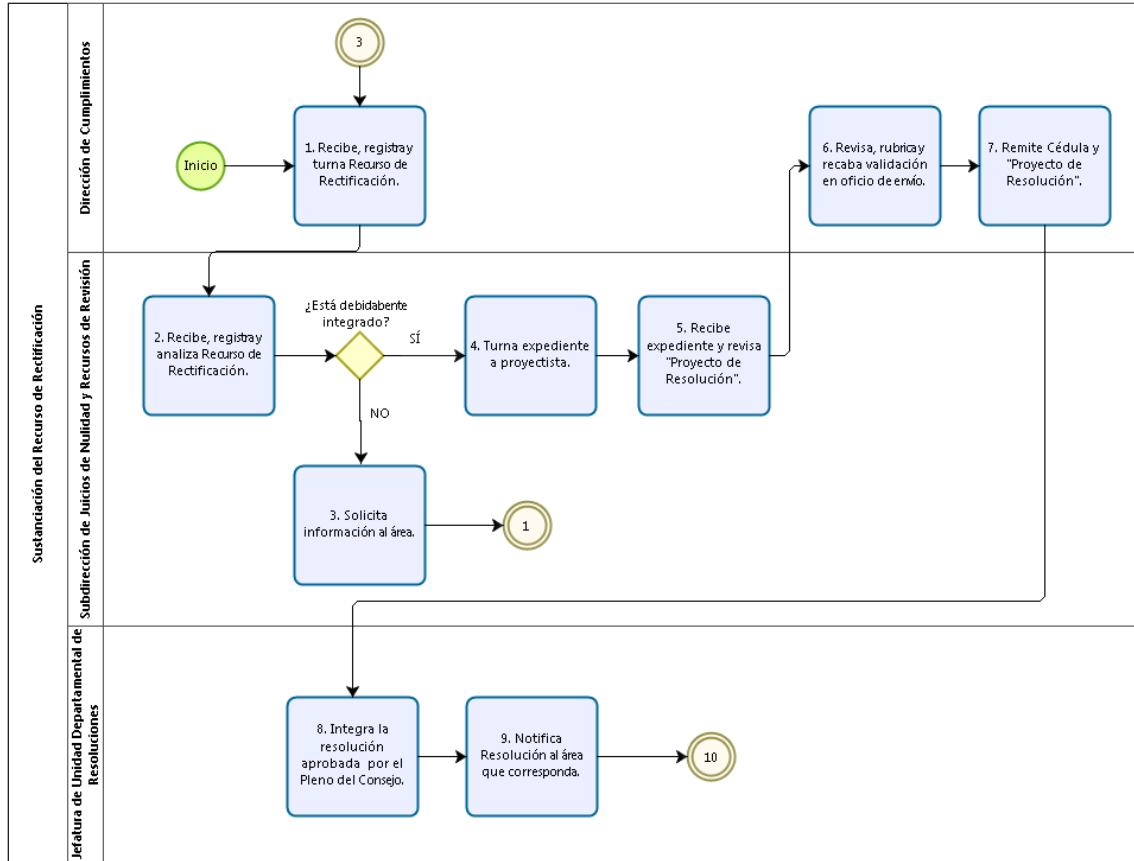 Sustanciación del Recurso de Rectificación
Dirección de Cumplimientos
3
Inicio
1. Recibe, registra y
turna Recurso de
Rectificación.
6. Revisa, rubrica y
recaba validación
en oficio de envío.
7. Remite Cédula y
"Proyecto de
Resolución".
Subdirección de Juicios de Nulidad y Recursos de Revisión
2. Recibe, registra y
analiza Recurso de
Rectificación.
¿Está debidabente
integrado?
SÍ
NO
4. Turna expediente
a proyectista.
5. Recibe
expediente y revisa
"Proyecto de
Resolución".
3. Solicita
información al área.
1
Jefatura de Unidad Departamental de
Resoluciones
8. Integra la
resolución
aprobada por el
Pleno del Consejo.
9. Notifica
Resolución al área
que corresponda.
10